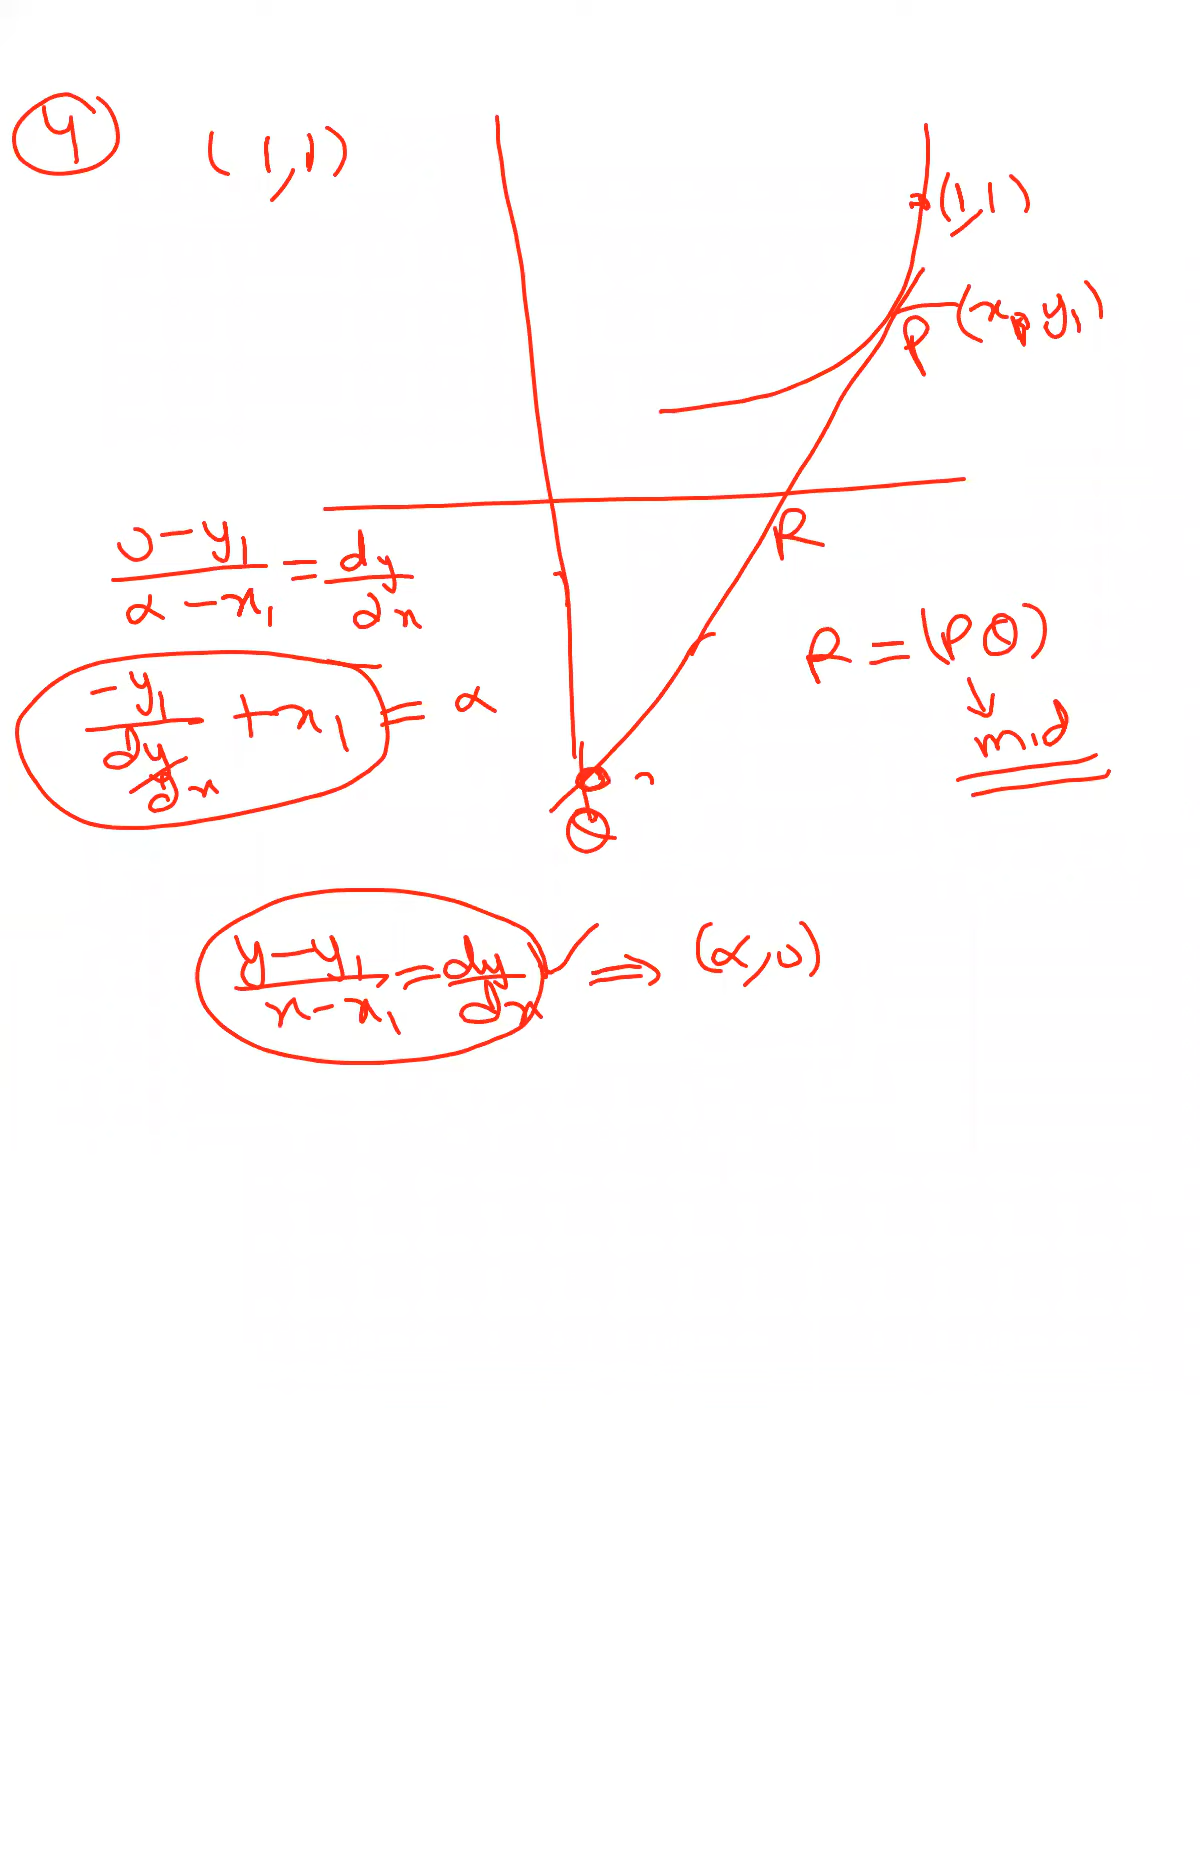 4
(1,1)
(1,1)
P (x₁, y₁)
R
0-y₁/α-x₁ = dy/dx
R = (PQ)
mid
-y₁/(dy/dx) + x₁ = α
Q
y-y₁/x-x₁ = dy/dx ✓ ⇒ (α,0)